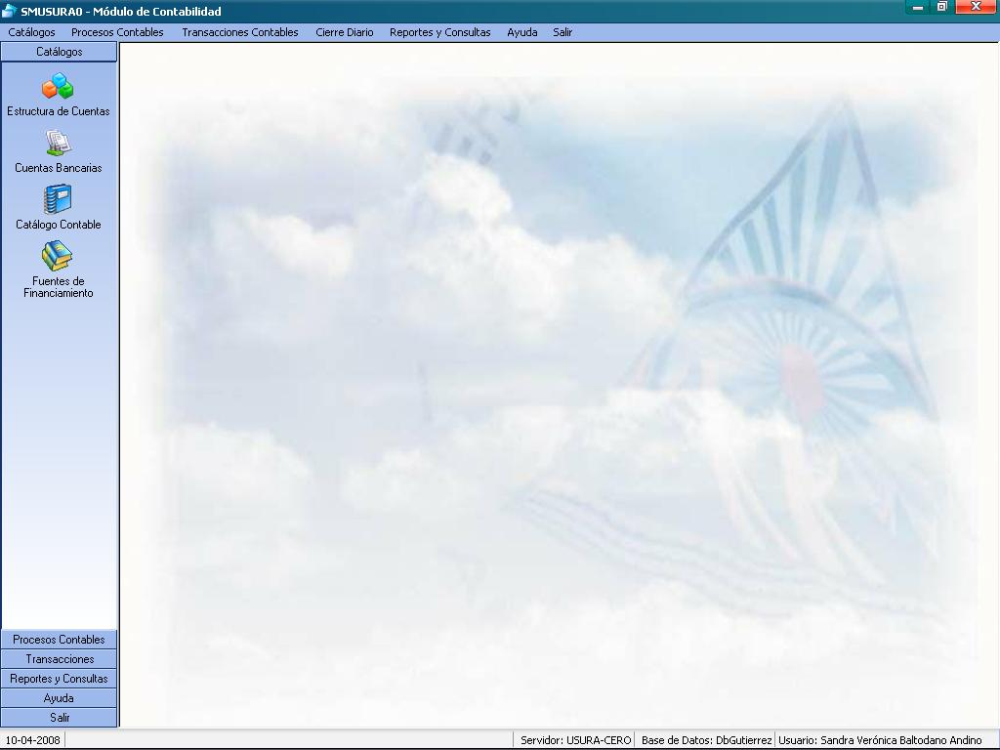 SMUSURA0 - Módulo de Contabilidad
Catálogos Procesos Contables Transacciones Contables Cierre Diario Reportes y Consultas Ayuda Salir
Catálogos
Estructura de Cuentas
Cuentas Bancarias
Catálogo Contable
Fuentes de
Financiamiento
Procesos Contables
Transacciones
Reportes y Consultas
Ayuda
Salir
10-04-2008 Servidor: USURA-CERO Base de Datos: DbGutierrez Usuario: Sandra Verónica Baltodano Andino